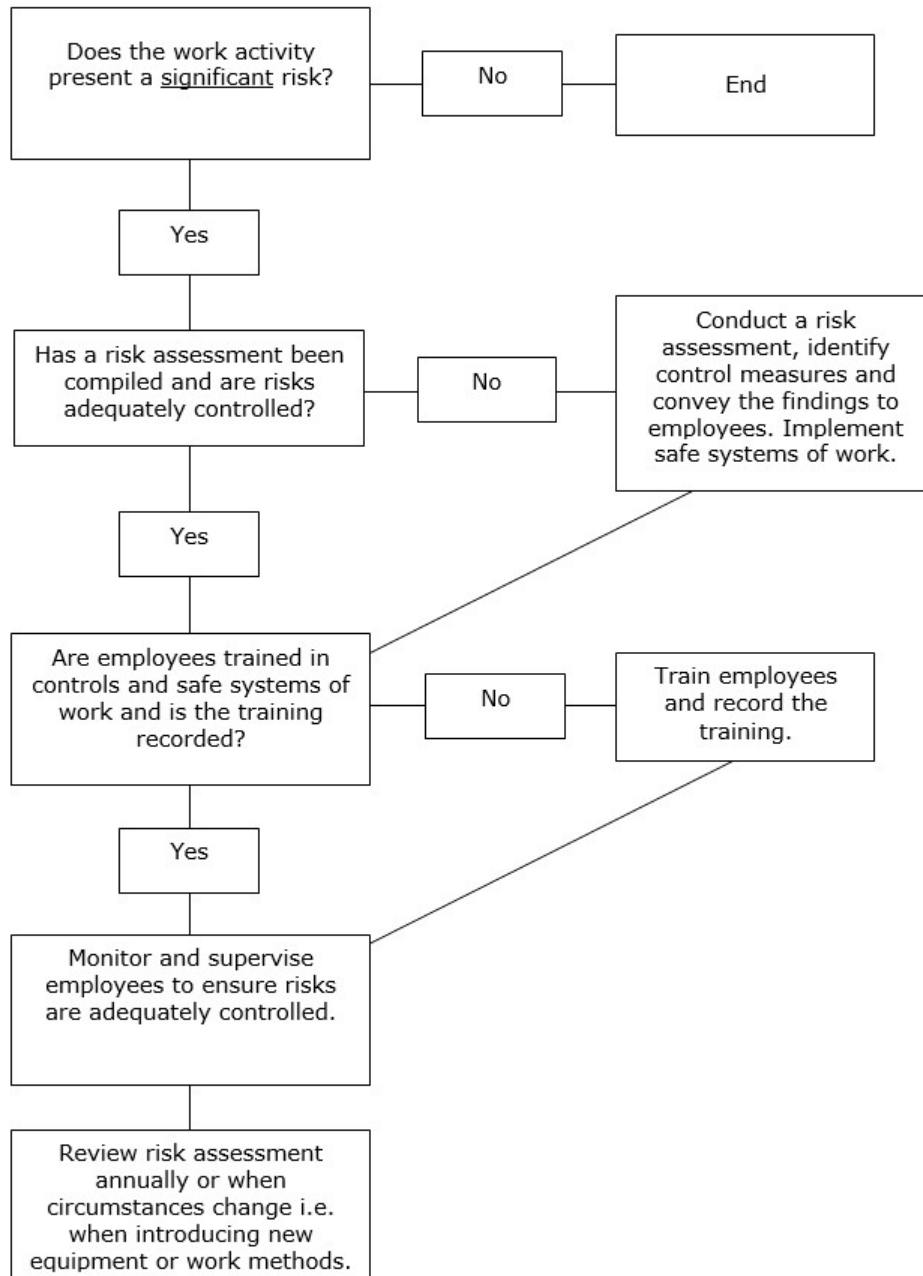 Does the work activity
present a significant risk?
No
End
Yes
Has a risk assessment been
compiled and are risks
adequately controlled?
No
Conduct a risk
assessment, identify
control measures and
convey the findings to
employees. Implement
safe systems of work.
Yes
Are employees trained in
controls and safe systems of
work and is the training
recorded?
No
Train employees
and record the
training.
Yes
Monitor and supervise
employees to ensure risks
are adequately controlled.
Review risk assessment
annually or when
circumstances change i.e.
when introducing new
equipment or work methods.